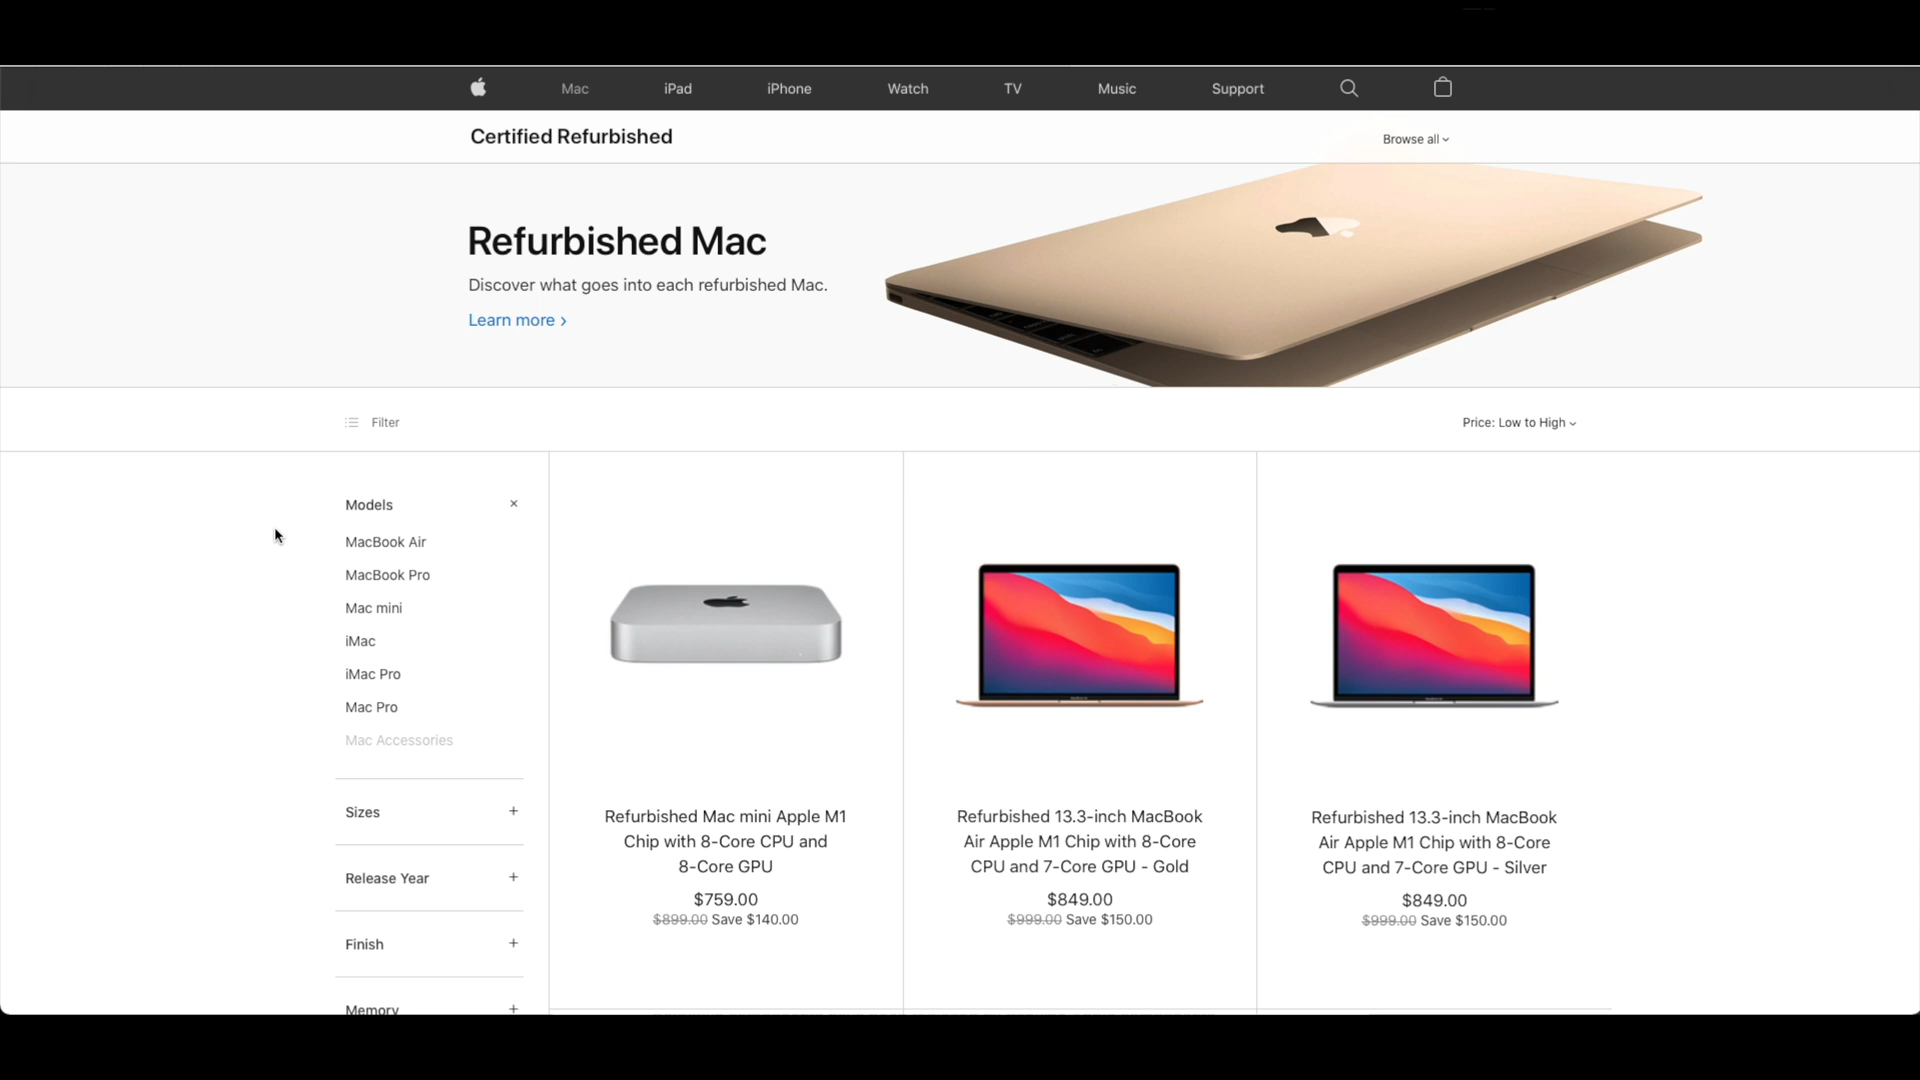 Mac
iPad
iPhone
Watch
TV
Music
Support
Certified Refurbished
Browse all
Refurbished Mac
Discover what goes into each refurbished Mac.
Learn more ›
Filter
Price: Low to High
Models
MacBook Air
MacBook Pro
Mac mini
iMac
iMac Pro
Mac Pro
Mac Accessories
Sizes
Release Year
Finish
Memory
Refurbished Mac mini Apple M1
Chip with 8-Core CPU and
8-Core GPU
$759.00
$899.00 Save $140.00
Refurbished 13.3-inch MacBook
Air Apple M1 Chip with 8-Core
CPU and 7-Core GPU - Gold
$849.00
$999.00 Save $150.00
Refurbished 13.3-inch MacBook
Air Apple M1 Chip with 8-Core
CPU and 7-Core GPU - Silver
$849.00
$999.00 Save $150.00